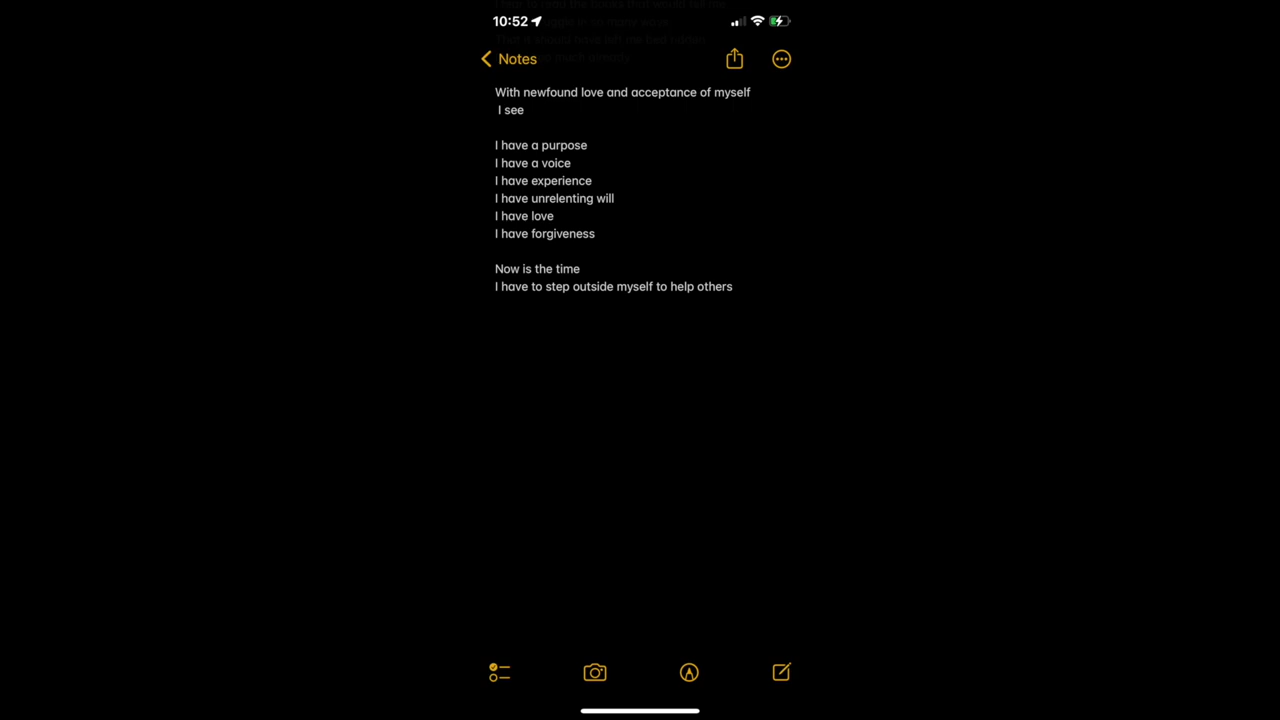 10:52
Notes
With newfound love and acceptance of myself
I see
I have a purpose
I have a voice
I have experience
I have unrelenting will
I have love
I have forgiveness
Now is the time
I have to step outside myself to help others